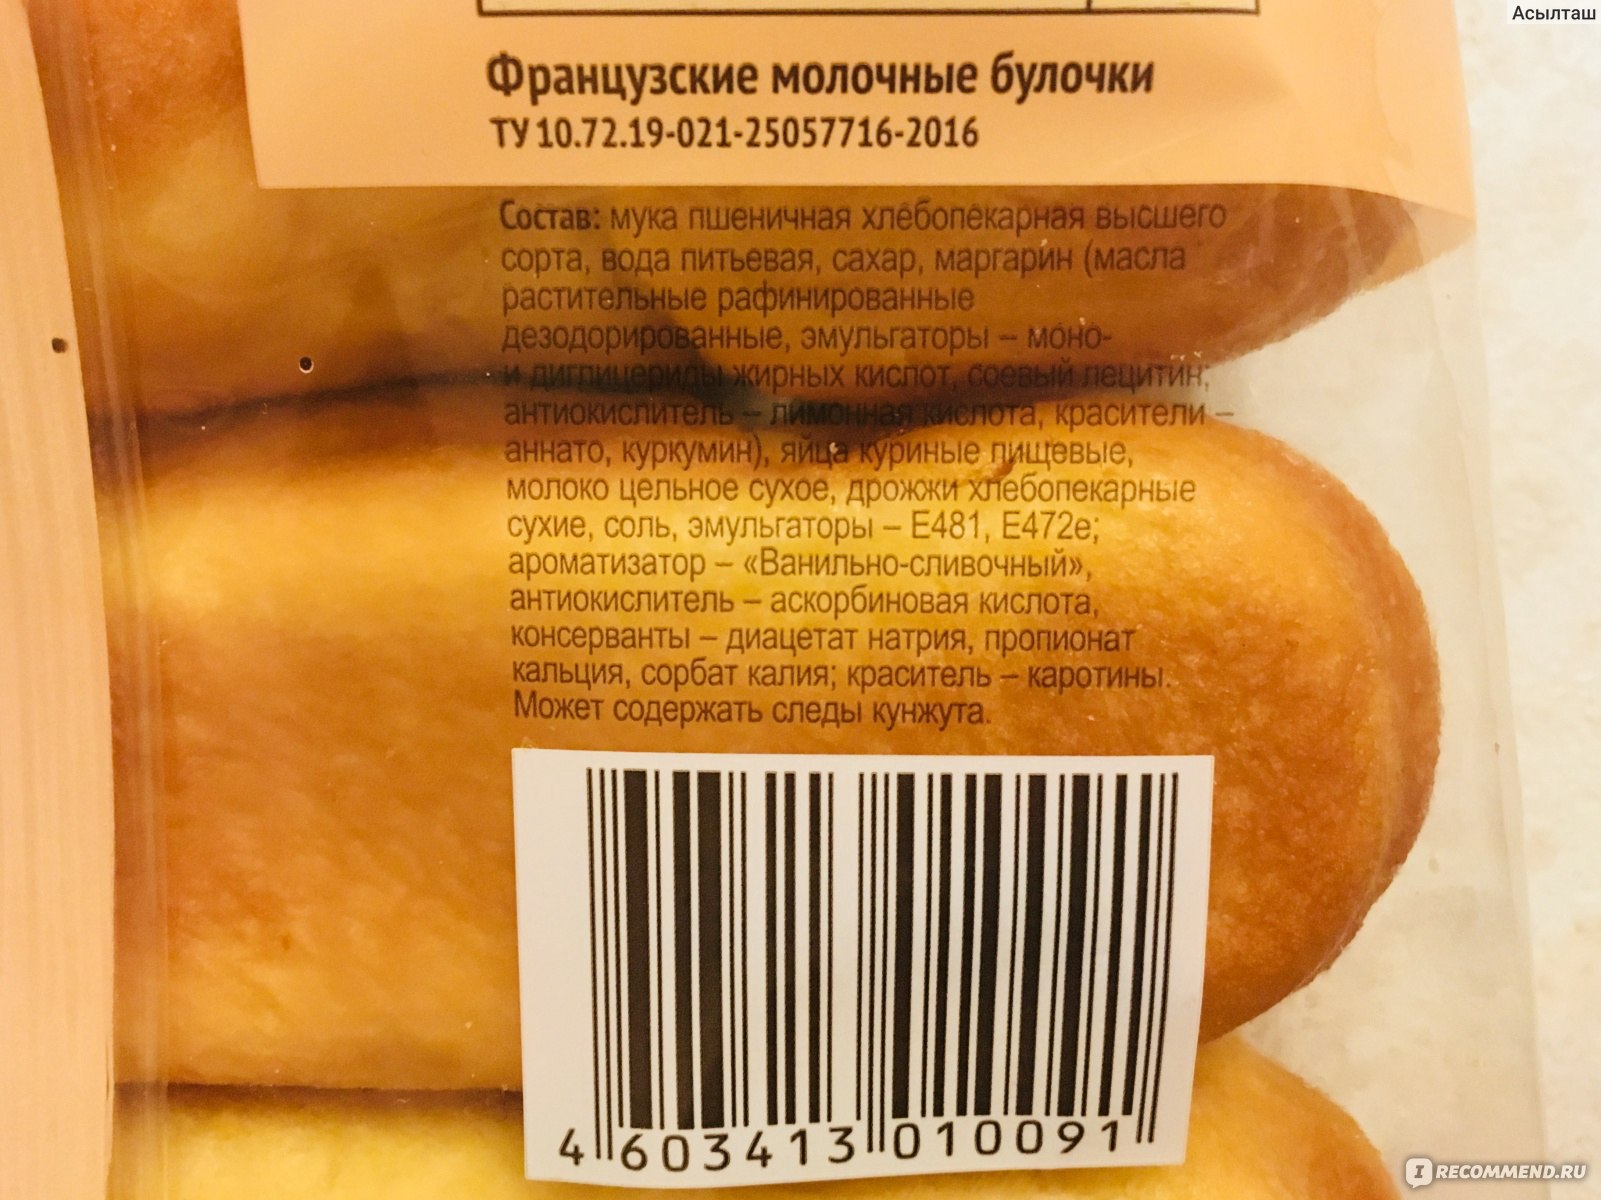 Асылташ
Французские молочные булочки
ТУ 10.72.19-021-25057716-2016
Состав: мука пшеничная хлебопекарная высшего
сорта, вода питьевая, сахар, маргарин (масла
растительные рафинированные
дезодорированные, эмульгаторы – моно-
и диглицериды жирных кислот, соевый лецитин;
антиокислитель – лимонная кислота, красители –
аннато, куркумин), яйца куриные пищевые,
молоко цельное сухое, дрожжи хлебопекарные
сухие, соль, эмульгаторы – Е481, Е472е;
ароматизатор – «Ванильно-сливочный»,
антиокислитель – аскорбиновая кислота,
консерванты – диацетат натрия, пропионат
кальция, сорбат калия; краситель – каротины.
Может содержать следы кунжута.
4 603413 010091
IRECOMMEND.RU